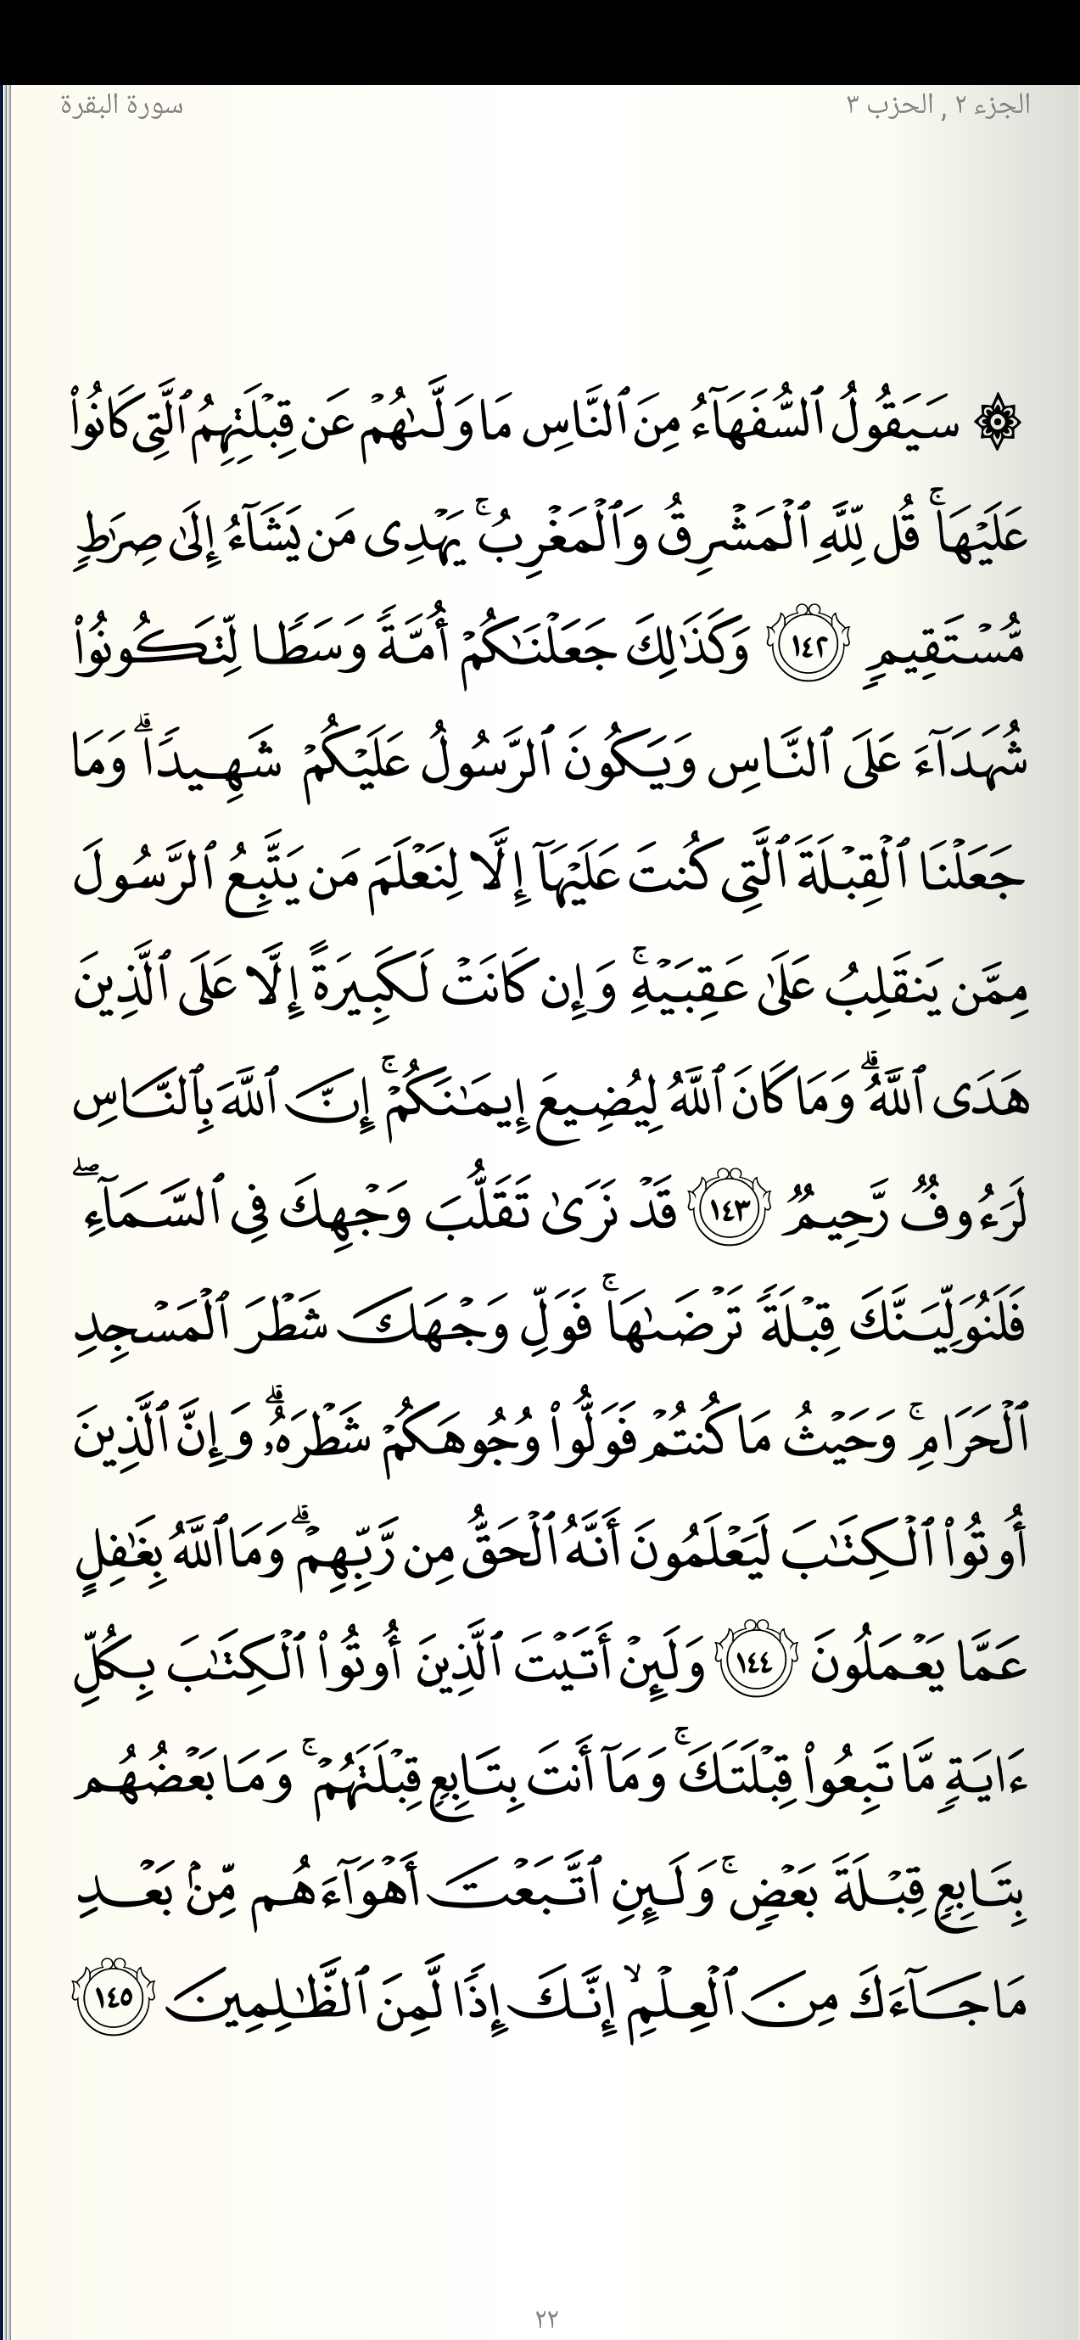 الجزء ٢ , الحزب ٣
سورة البقرة
۞ سَيَقُولُ ٱلسُّفَهَآءُ مِنَ ٱلنَّاسِ مَا وَلَّىٰهُمْ عَن قِبْلَتِهِمُ ٱلَّتِى كَانُوا۟
عَلَيْهَا ۚ قُل لِّلَّهِ ٱلْمَشْرِقُ وَٱلْمَغْرِبُ ۚ يَهْدِى مَن يَشَآءُ إِلَىٰ صِرَٰطٍ
مُّسْتَقِيمٍ ١٤٢ وَكَذَٰلِكَ جَعَلْنَـٰكُمْ أُمَّةً وَسَطًا لِّتَكُونُوا۟
شُهَدَآءَ عَلَى ٱلنَّاسِ وَيَكُونَ ٱلرَّسُولُ عَلَيْكُمْ شَهِيدًا ۗ وَمَا
جَعَلْنَا ٱلْقِبْلَةَ ٱلَّتِى كُنتَ عَلَيْهَآ إِلَّا لِنَعْلَمَ مَن يَتَّبِعُ ٱلرَّسُولَ
مِمَّن يَنقَلِبُ عَلَىٰ عَقِبَيْهِ ۚ وَإِن كَانَتْ لَكَبِيرَةً إِلَّا عَلَى ٱلَّذِينَ
هَدَى ٱللَّهُ ۗ وَمَا كَانَ ٱللَّهُ لِيُضِيعَ إِيمَـٰنَكُمْ ۚ إِنَّ ٱللَّهَ بِٱلنَّاسِ
لَرَءُوفٌ رَّحِيمٌ ١٤٣ قَدْ نَرَىٰ تَقَلُّبَ وَجْهِكَ فِى ٱلسَّمَآءِ ۖ
فَلَنُوَلِّيَنَّكَ قِبْلَةً تَرْضَىٰهَا ۚ فَوَلِّ وَجْهَكَ شَطْرَ ٱلْمَسْجِدِ
ٱلْحَرَامِ ۚ وَحَيْثُ مَا كُنتُمْ فَوَلُّوا۟ وُجُوهَكُمْ شَطْرَهُۥ ۗ وَإِنَّ ٱلَّذِينَ
أُوتُوا۟ ٱلْكِتَـٰبَ لَيَعْلَمُونَ أَنَّهُ ٱلْحَقُّ مِن رَّبِّهِمْ ۗ وَمَا ٱللَّهُ بِغَـٰفِلٍ
عَمَّا يَعْمَلُونَ ١٤٤ وَلَئِنْ أَتَيْتَ ٱلَّذِينَ أُوتُوا۟ ٱلْكِتَـٰبَ بِكُلِّ
ءَايَةٍ مَّا تَبِعُوا۟ قِبْلَتَكَ ۚ وَمَآ أَنتَ بِتَابِعٍ قِبْلَتَهُمْ ۚ وَمَا بَعْضُهُم
بِتَابِعٍ قِبْلَةَ بَعْضٍ ۚ وَلَئِنِ ٱتَّبَعْتَ أَهْوَآءَهُم مِّنۢ بَعْدِ
مَا جَآءَكَ مِنَ ٱلْعِلْمِ ۙ إِنَّكَ إِذًا لَّمِنَ ٱلظَّـٰلِمِينَ ١٤٥
٢٢